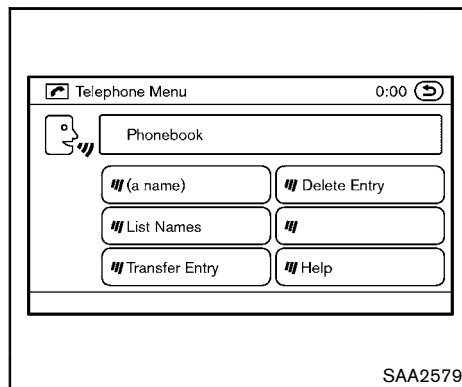 Telephone Menu 0:00
Phonebook
(a name) Delete Entry
List Names
Transfer Entry Help
SAA2579